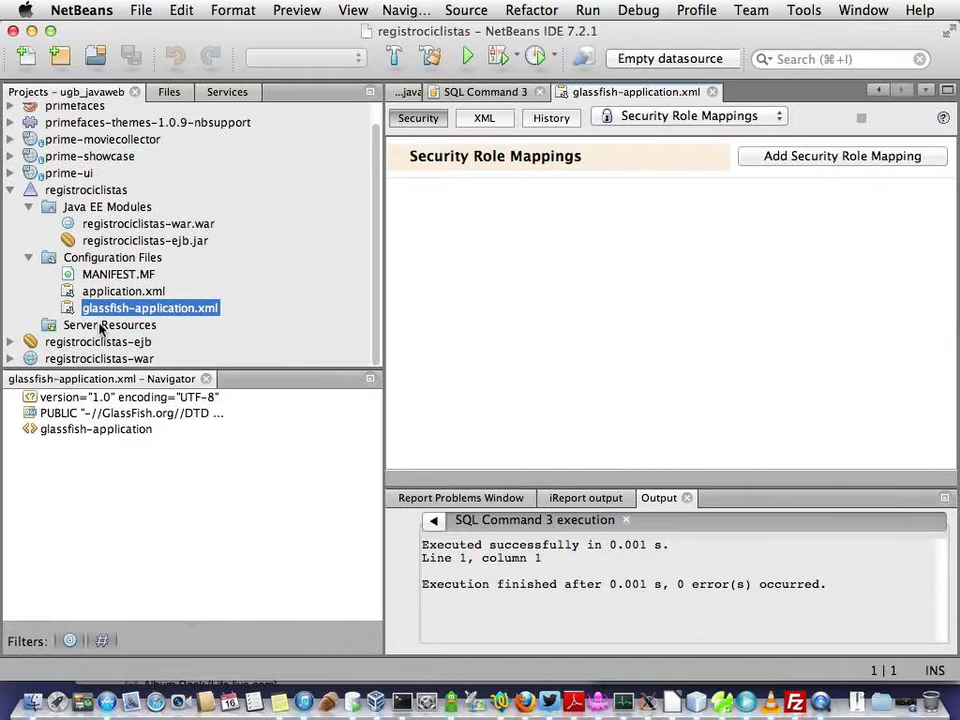 NetBeans File Edit Format Preview View Navig... Source Refactor Run Debug Profile Team Tools Window Help
registrociclistas - NetBeans IDE 7.2.1
Empty datasource
Search (⌘+I)
Projects - ugb_javaweb Files Services
...java SQL Command 3 glassfish-application.xml
primefaces
primefaces-themes-1.0.9-nbsupport
prime-moviecollector
prime-showcase
prime-ui
registrociclistas
Java EE Modules
registrociclistas-war.war
registrociclistas-ejb.jar
Configuration Files
MANIFEST.MF
application.xml
glassfish-application.xml
Server Resources
registrociclistas-ejb
registrociclistas-war
Security XML History Security Role Mappings
Security Role Mappings
Add Security Role Mapping
glassfish-application.xml - Navigator
version="1.0" encoding="UTF-8"
PUBLIC "-//GlassFish.org//DTD ...
glassfish-application
Filters:
Report Problems Window iReport output Output
SQL Command 3 execution
Executed successfully in 0.001 s.
Line 1, column 1
Execution finished after 0.001 s, 0 error(s) occurred.
1 | 1 INS
16